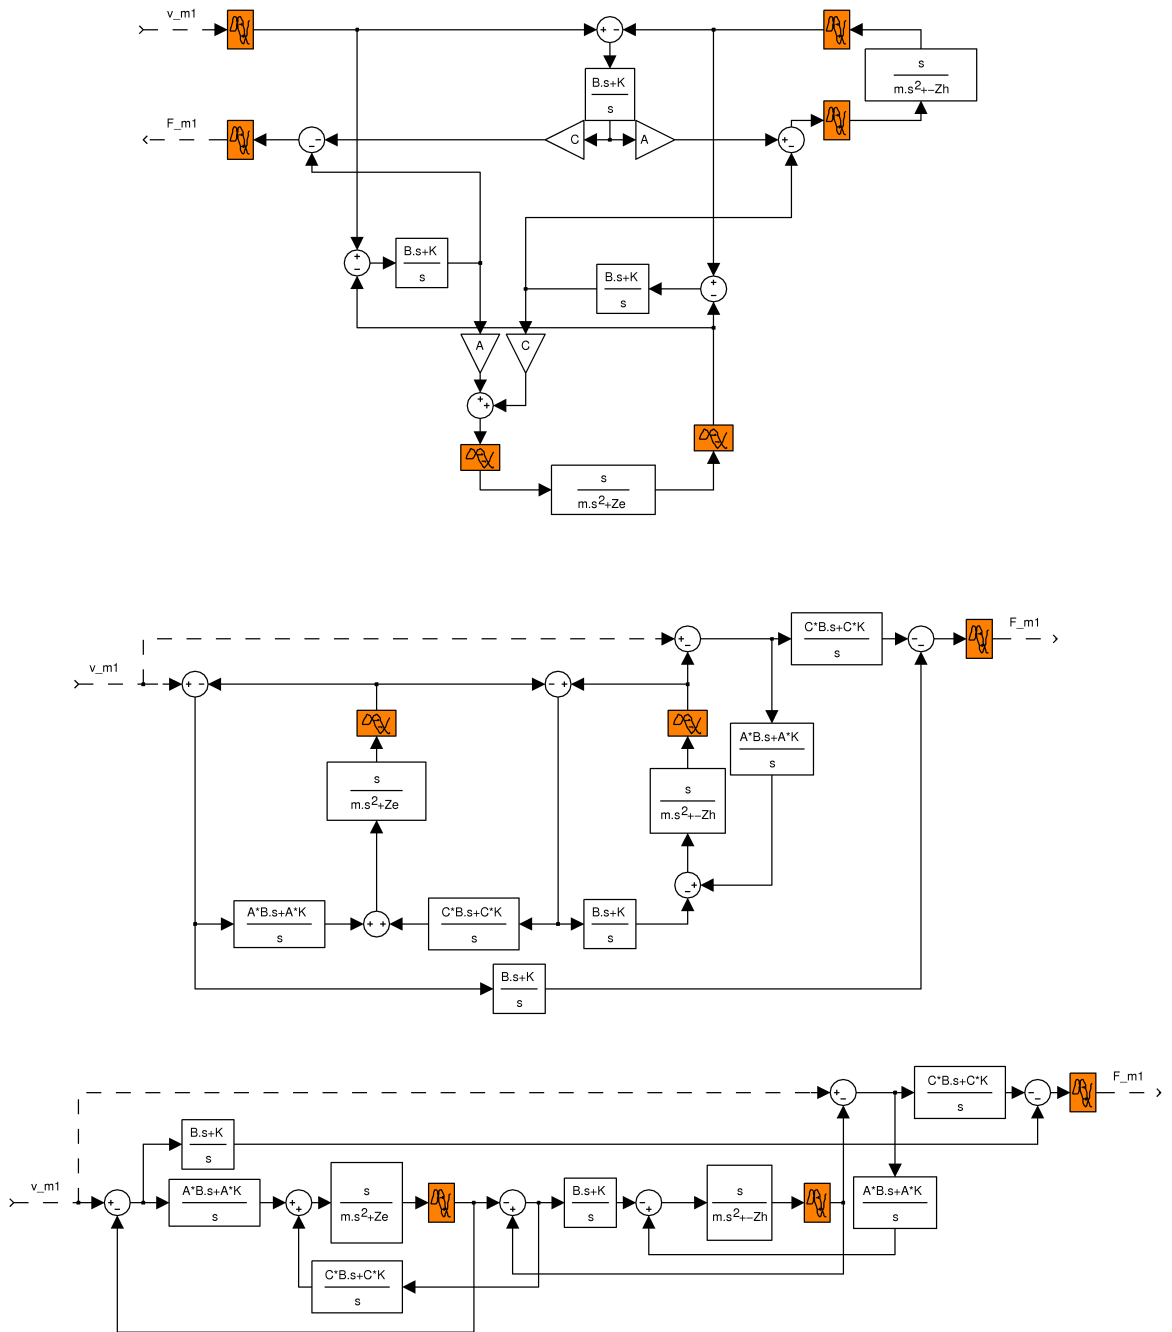 v_m1
+ −
s
m.s2+−Zh
B.s+K
s
F_m1
−
−
C
A
+
−
+
−
B.s+K
s
B.s+K
s
+
−
A
C
+
+
s
m.s2+Ze
v_m1
+
−
C*B.s+C*K
s
−
−
F_m1
+ −
− +
A*B.s+A*K
s
s
m.s2+Ze
s
m.s2+−Zh
− +
A*B.s+A*K
s
+ +
C*B.s+C*K
s
B.s+K
s
B.s+K
s
+
−
C*B.s+C*K
s
−
−
F_m1
B.s+K
s
v_m1
+
−
A*B.s+A*K
s
+
+
s
m.s2+Ze
−
+
B.s+K
s
−
+
s
m.s2+−Zh
A*B.s+A*K
s
C*B.s+C*K
s